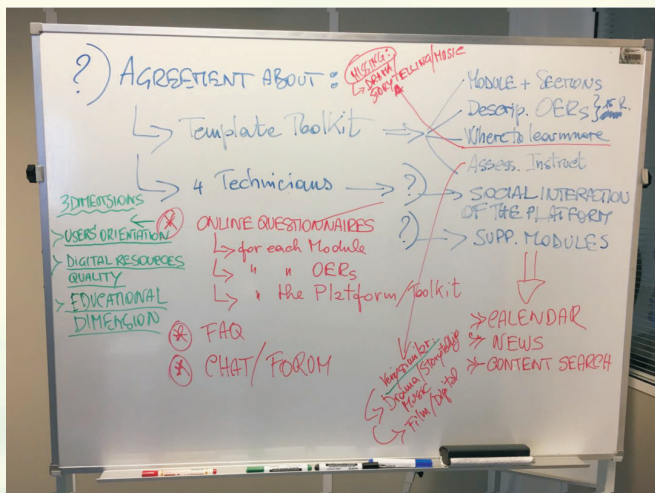 ?) AGREEMENT ABOUT:
MISSING:
↳ DRAMA
STORYTELLING/MUSIC
↳ Template Toolkit →
MODULE + SECTIONS
Descrip. OERs
R.
Where to learn more
Assess. Instruct
↳ 4 Technicians → ?) → SOCIAL INTERACTION
OF THE PLATFORM
?) → SUPP. MODULES
3 DIMENSIONS
> USERS' ORIENTATION
> DIGITAL RESOURCES
QUALITY
> EDUCATIONAL
DIMENSION
* ONLINE QUESTIONNAIRES
↳ for each Module
↳ " " OERs
↳ " the Platform/Toolkit
* FAQ
* CHAT/FORUM
>> CALENDAR
>> NEWS
>> CONTENT SEARCH
↳ Drama/Storytelling
Music
↳ Film/Digital